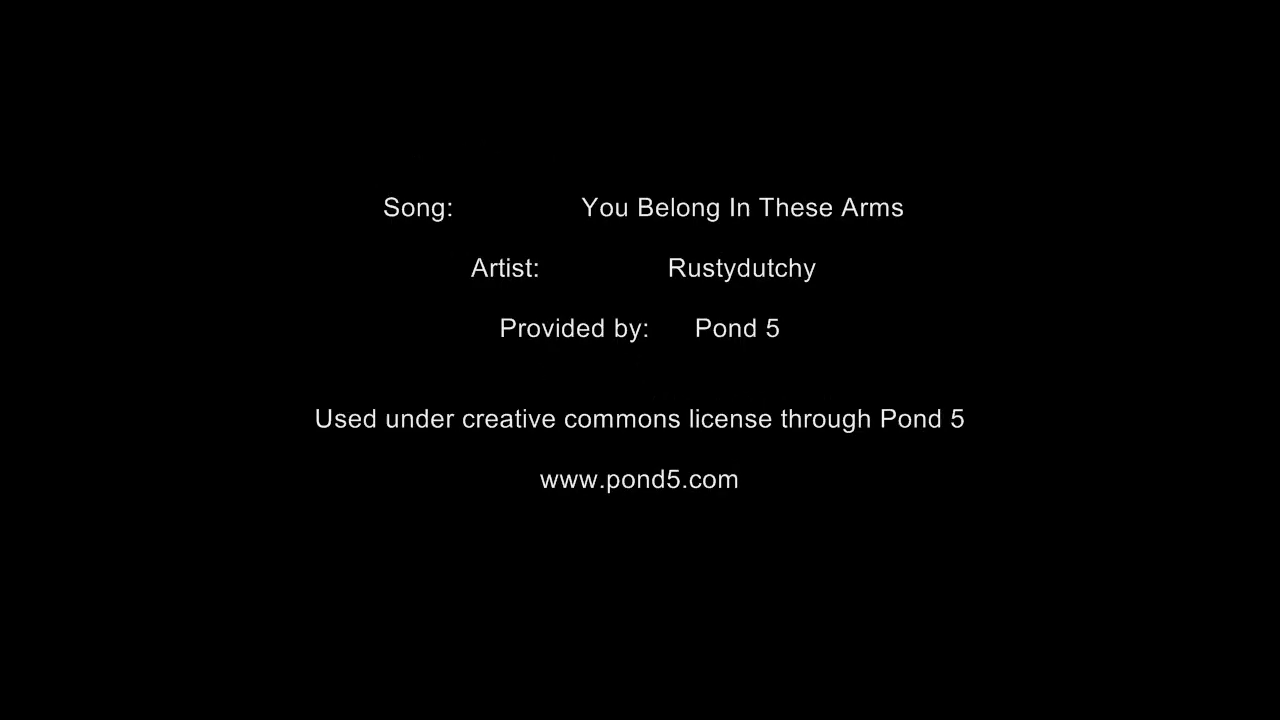 Song: You Belong In These Arms
Artist: Rustydutchy
Provided by: Pond 5
Used under creative commons license through Pond 5
www.pond5.com